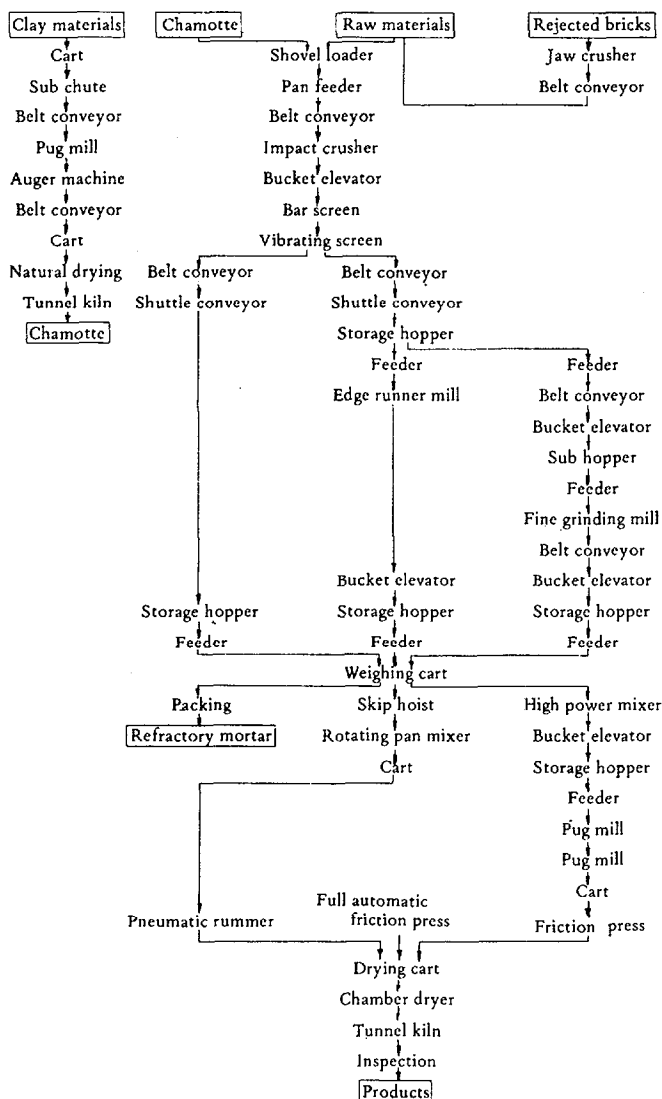 Clay materials
Chamotte
Raw materials
Rejected bricks
Cart
Sub chute
Belt conveyor
Pug mill
Auger machine
Belt conveyor
Cart
Natural drying
Tunnel kiln
Chamotte
Shovel loader
Pan feeder
Belt conveyor
Impact crusher
Bucket elevator
Bar screen
Vibrating screen
Jaw crusher
Belt conveyor
Belt conveyor
Shuttle conveyor
Storage hopper
Feeder
Belt conveyor
Shuttle conveyor
Storage hopper
Feeder
Edge runner mill
Bucket elevator
Storage hopper
Feeder
Feeder
Belt conveyor
Bucket elevator
Sub hopper
Feeder
Fine grinding mill
Belt conveyor
Bucket elevator
Storage hopper
Feeder
Weighing cart
Packing
Refractory mortar
Skip hoist
Rotating pan mixer
Cart
High power mixer
Bucket elevator
Storage hopper
Feeder
Pug mill
Pug mill
Cart
Friction press
Pneumatic rummer
Full automatic
friction press
Drying cart
Chamber dryer
Tunnel kiln
Inspection
Products